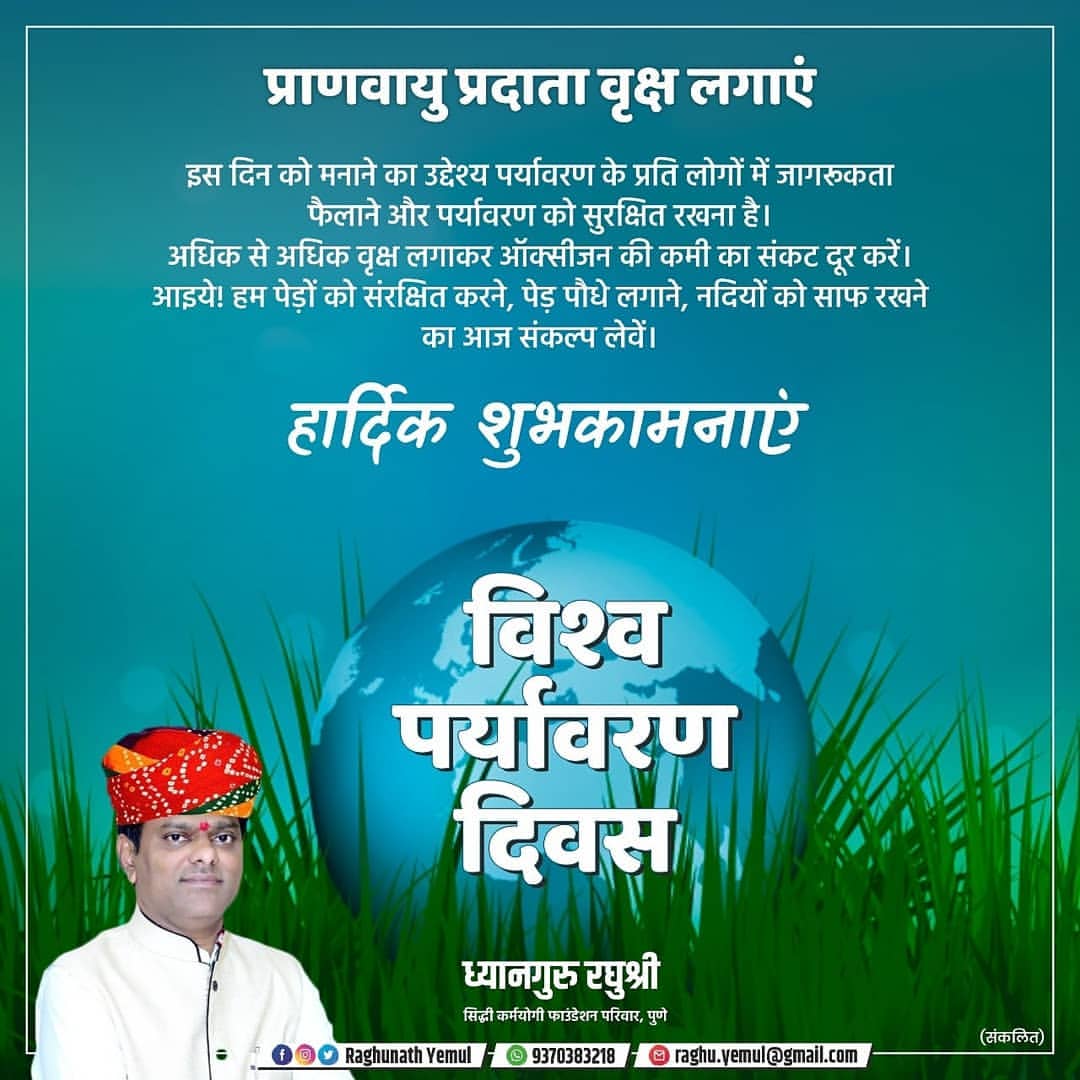 प्राणवायु प्रदाता वृक्ष लगाएं
इस दिन को मनाने का उद्देश्य पर्यावरण के प्रति लोगों में जागरूकता
फैलाने और पर्यावरण को सुरक्षित रखना है।
अधिक से अधिक वृक्ष लगाकर ऑक्सीजन की कमी का संकट दूर करें।
आइये! हम पेड़ों को संरक्षित करने, पेड़ पौधे लगाने, नदियों को साफ रखने
का आज संकल्प लेवें।
हार्दिक शुभकामनाएं
विश्व
पर्यावरण
दिवस
ध्यानगुरु रघुश्री
सिद्धी कर्मयोगी फाउंडेशन परिवार, पुणे
(संकलित)
Raghunath Yemul 9370383218 raghu.yemul@gmail.com